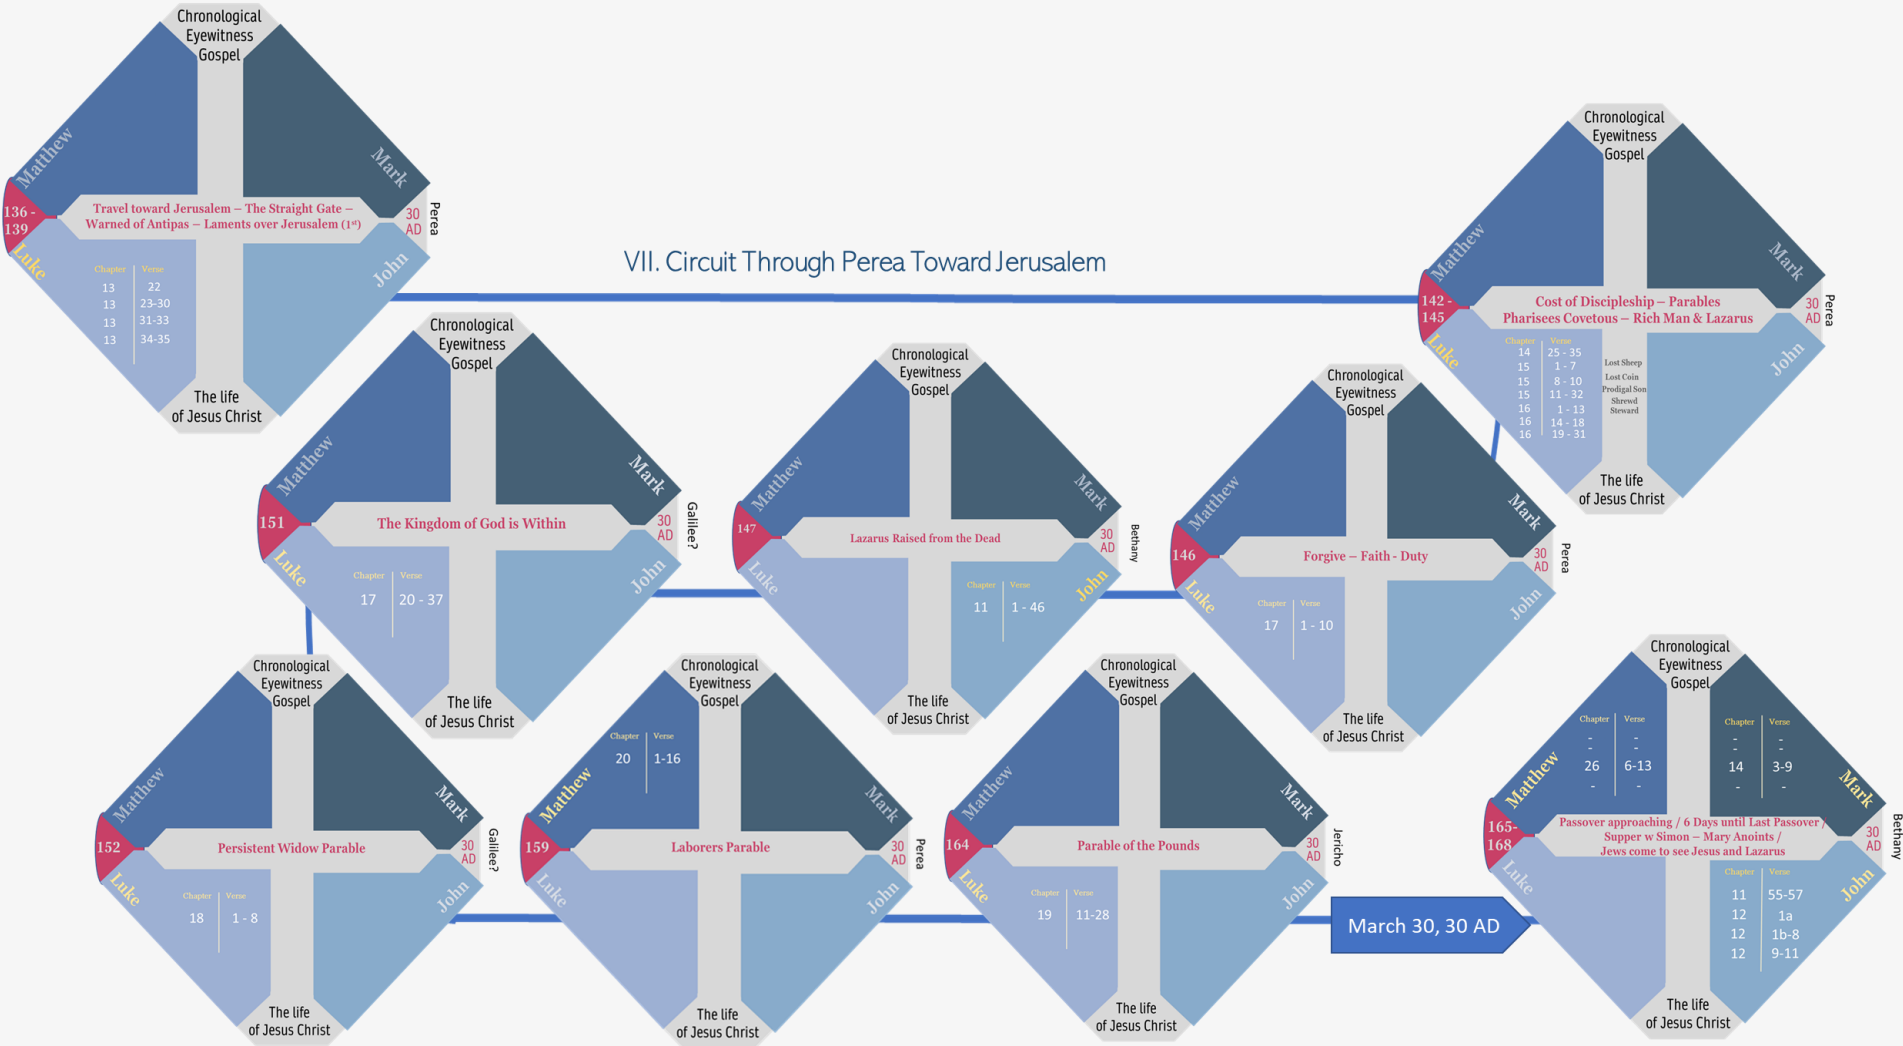 Chronological
Eyewitness
Gospel
Matthew
Mark
136 -
139
Travel toward Jerusalem – The Straight Gate –
Warned of Antipas – Laments over Jerusalem (1st)
30
AD
Perea
Luke
John
Chapter Verse
13 22
13 23-30
13 31-33
13 34-35
The life
of Jesus Christ
VII. Circuit Through Perea Toward Jerusalem
Chronological
Eyewitness
Gospel
Matthew
Mark
142 -
145
Cost of Discipleship – Parables
Pharisees Covetous – Rich Man & Lazarus
30
AD
Perea
Luke
John
Chapter Verse
14 25 - 35
15 1 - 7
15 8 - 10
15 11 - 32
16 1 - 13
16 14 - 18
16 19 - 31
Lost Sheep
Lost Coin
Prodigal Son
Shrewd
Steward
The life
of Jesus Christ
Chronological
Eyewitness
Gospel
Matthew
Mark
151
The Kingdom of God is Within
30
AD
Galilee?
Luke
John
Chapter Verse
17 20 - 37
The life
of Jesus Christ
Chronological
Eyewitness
Gospel
Matthew
Mark
147
Lazarus Raised from the Dead
30
AD
Bethany
Luke
John
Chapter Verse
11 1 - 46
The life
of Jesus Christ
Chronological
Eyewitness
Gospel
Matthew
Mark
146
Forgive – Faith - Duty
30
AD
Perea
Luke
John
Chapter Verse
17 1 - 10
The life
of Jesus Christ
Chronological
Eyewitness
Gospel
Matthew
Mark
152
Persistent Widow Parable
30
AD
Galilee?
Luke
John
Chapter Verse
18 1 - 8
The life
of Jesus Christ
Chronological
Eyewitness
Gospel
Chapter Verse
20 1-16
Matthew
Mark
159
Laborers Parable
30
AD
Perea
Luke
John
The life
of Jesus Christ
Chronological
Eyewitness
Gospel
Matthew
Mark
164
Parable of the Pounds
30
AD
Jericho
Luke
John
Chapter Verse
19 11-28
The life
of Jesus Christ
March 30, 30 AD
Chronological
Eyewitness
Gospel
Chapter Verse
- -
- -
26 6-13
- -
Chapter Verse
- -
- -
14 3-9
- -
Matthew
Mark
165-
168
Passover approaching / 6 Days until Last Passover /
Supper w Simon – Mary Anoints /
Jews come to see Jesus and Lazarus
30
AD
Bethany
Luke
John
Chapter Verse
11 55-57
12 1a
12 1b-8
12 9-11
The life
of Jesus Christ